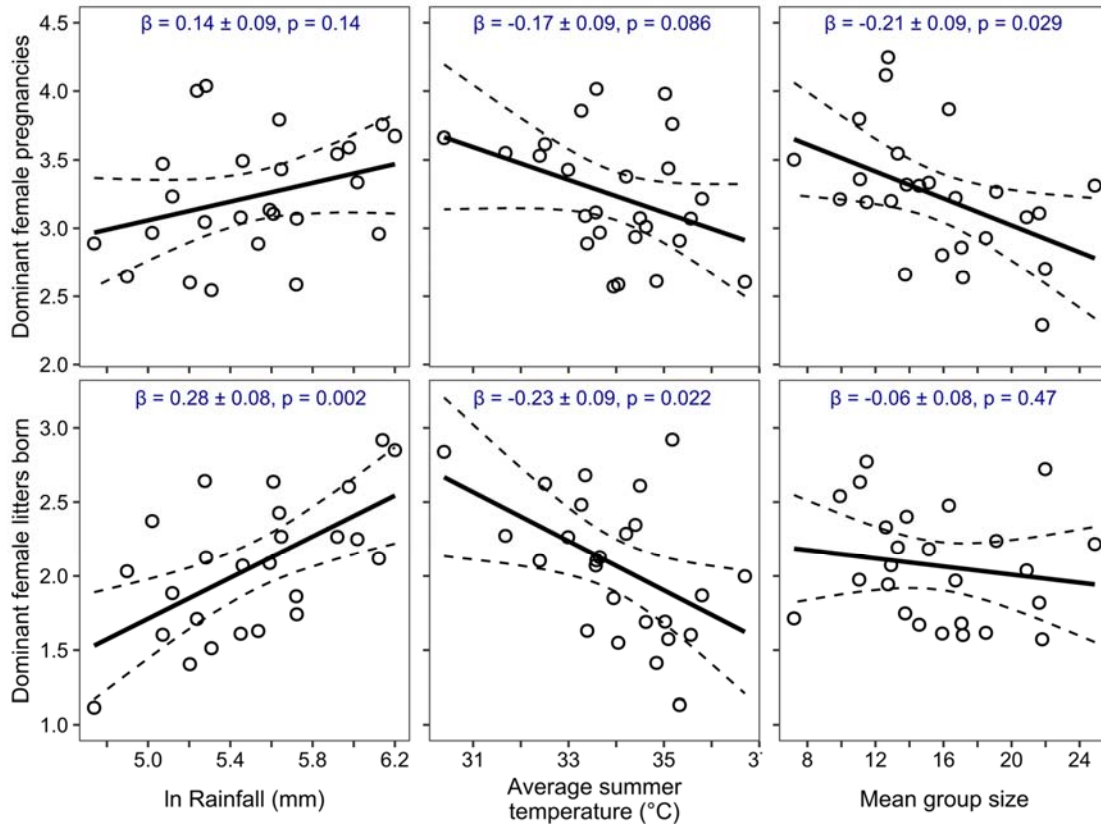 β = 0.14 ± 0.09, p = 0.14
β = -0.17 ± 0.09, p = 0.086
β = -0.21 ± 0.09, p = 0.029
Dominant female pregnancies
4.5
4.0
3.5
3.0
2.5
2.0
β = 0.28 ± 0.08, p = 0.002
β = -0.23 ± 0.09, p = 0.022
β = -0.06 ± 0.08, p = 0.47
Dominant female litters born
3.0
2.5
2.0
1.5
1.0
5.0 5.4 5.8 6.2
31 33 35
8 12 16 20 24
ln Rainfall (mm)
Average summer
temperature (°C)
Mean group size